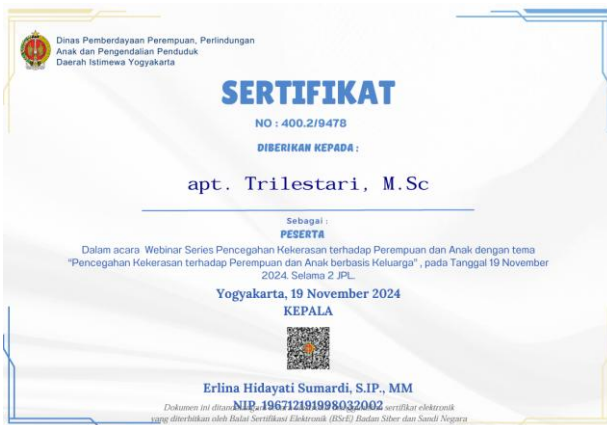 Dinas Pemberdayaan Perempuan, Perlindungan
Anak dan Pengendalian Penduduk
Daerah Istimewa Yogyakarta
SERTIFIKAT
NO : 400.2/9478
DIBERIKAN KEPADA :
apt. Trilestari, M.Sc
Sebagai :
PESERTA
Dalam acara Webinar Series Pencegahan Kekerasan terhadap Perempuan dan Anak dengan tema
"Pencegahan Kekerasan terhadap Perempuan dan Anak berbasis Keluarga" , pada Tanggal 19 November
2024. Selama 2 JPL.
Yogyakarta, 19 November 2024
KEPALA
Erlina Hidayati Sumardi, S.IP., MM
NIP. 196712191998032002
Dokumen ini sertifikat elektronik
yang diterbitkan oleh Balai Sertifikasi Elektronik (BSrE) Badan Siber dan Sandi Negara